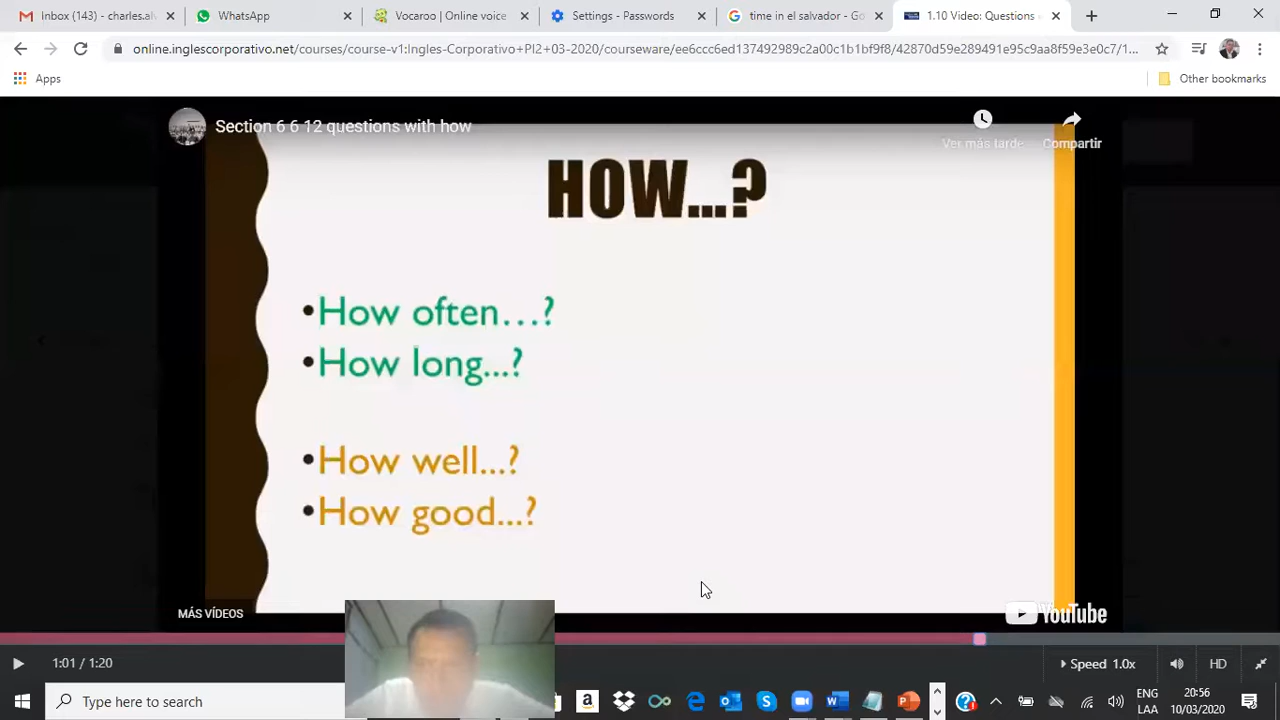 Inbox (143) - charles.al
WhatsApp
Vocaroo | Online voice
Settings - Passwords
time in el salvador - Go
1.10 Video: Questions
online.inglescorporativo.net/courses/course-v1:Ingles-Corporativo+PI2+03-2020/courseware/ee6ccc6ed137492989c2a00c1b1bf9f8/42870d59e289491e95c9aa8f59e3e0c7/1...
Apps
Other bookmarks
Section 6 6 12 questions with how
Ver más tarde
Compartir
HOW...?
•How often...?
•How long...?
•How well...?
•How good...?
MÁS VÍDEOS
YouTube
1:01 / 1:20
Speed 1.0x
HD
Type here to search
ENG
LAA
20:56
10/03/2020